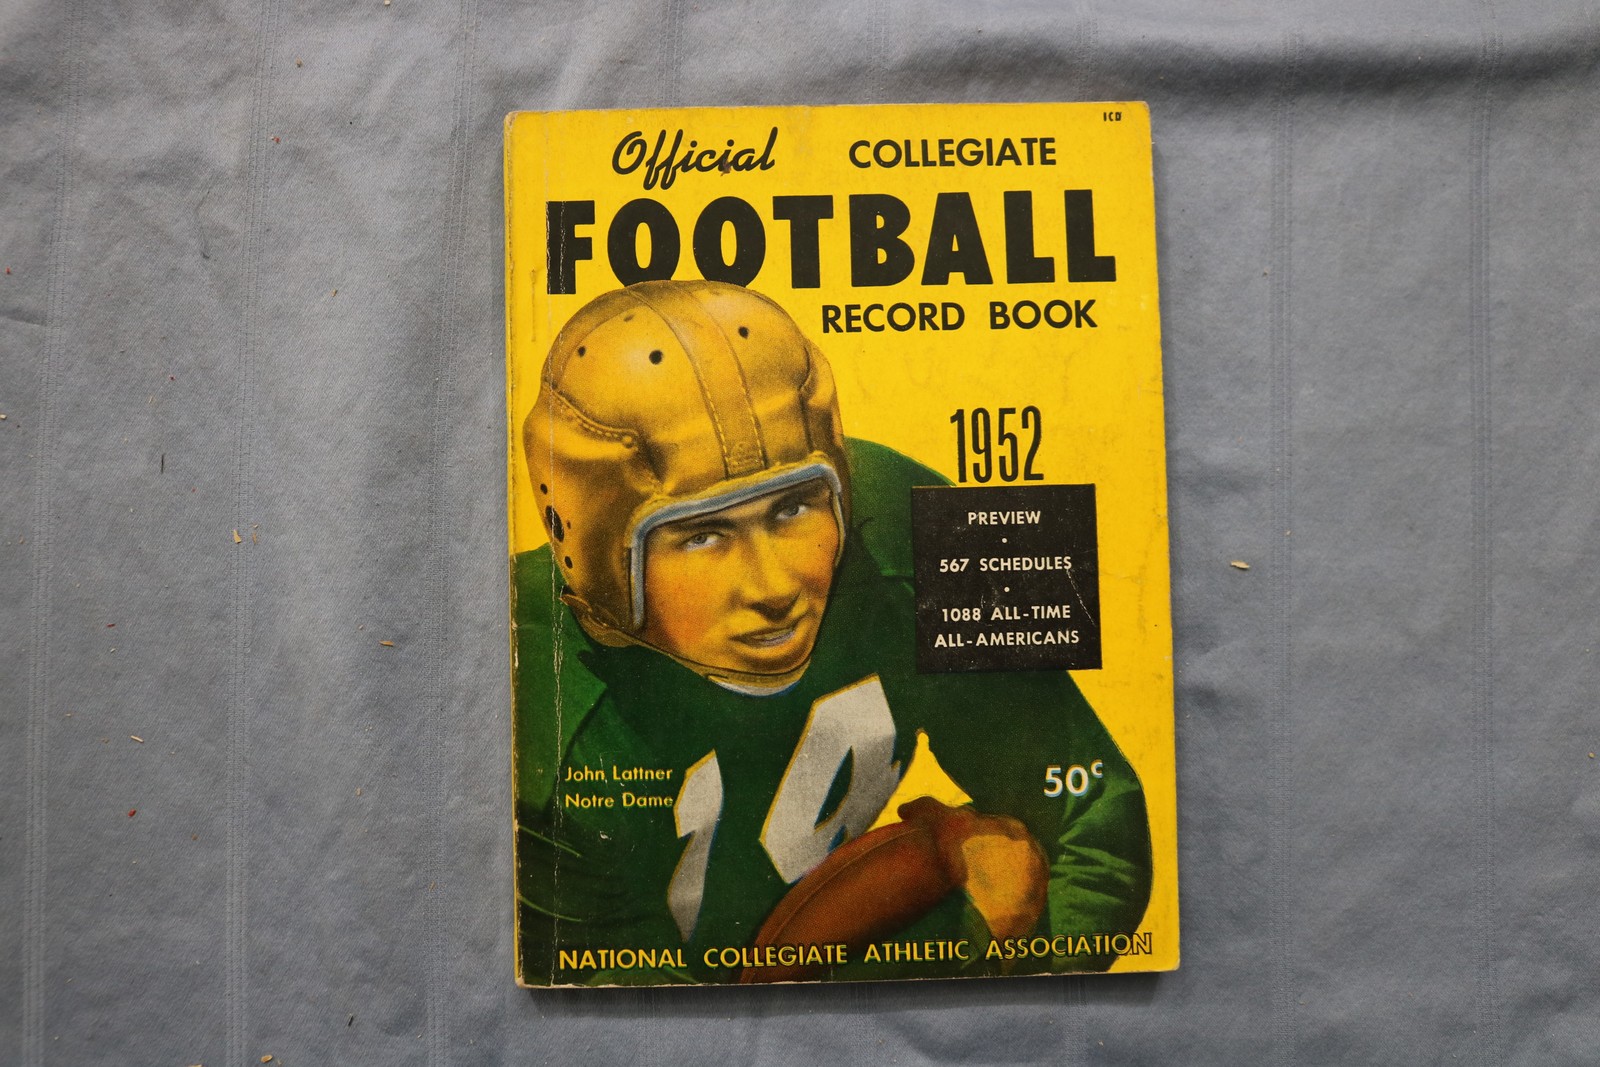 ICD
Official COLLEGIATE
FOOTBALL
RECORD BOOK
1952
PREVIEW
•
567 SCHEDULES
•
1088 ALL-TIME
ALL-AMERICANS
John Lattner
Notre Dame
14
50¢
NATIONAL COLLEGIATE ATHLETIC ASSOCIATION